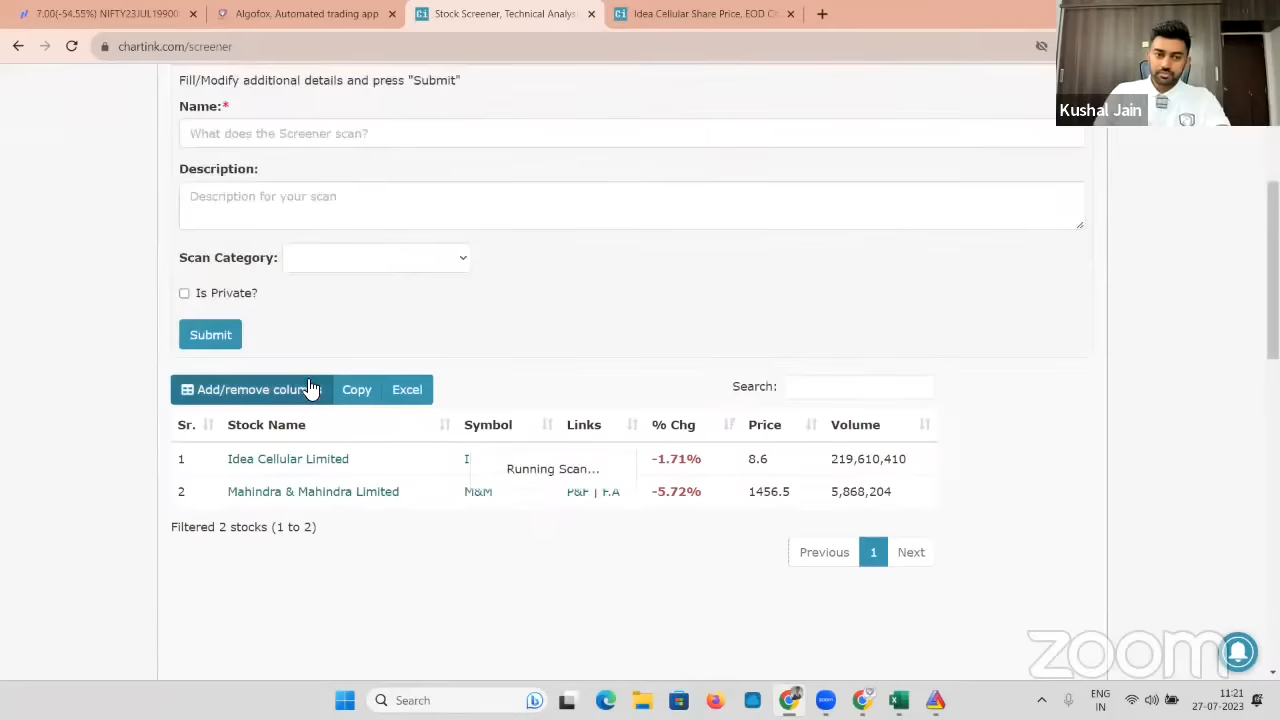 7.00(-54.55%) NIFTY23JUL19900
Algofox, Automated trading app
Stock Screener, Technical Analys
Idea Cellular Share Price, EOD C
chartink.com/screener
Kushal Jain
Fill/Modify additional details and press "Submit"
Name:*
What does the Screener scan?
Description:
Description for your scan
Scan Category:
Is Private?
Submit
Add/remove colum Copy Excel
Search:
Sr. Stock Name Symbol Links % Chg Price Volume
1 Idea Cellular Limited I -1.71% 8.6 219,610,410
Running Scan...
2 Mahindra & Mahindra Limited M&M P&F | F.A -5.72% 1456.5 5,868,204
Filtered 2 stocks (1 to 2)
Previous 1 Next
zoom
Search
ENG
IN
11:21
27-07-2023